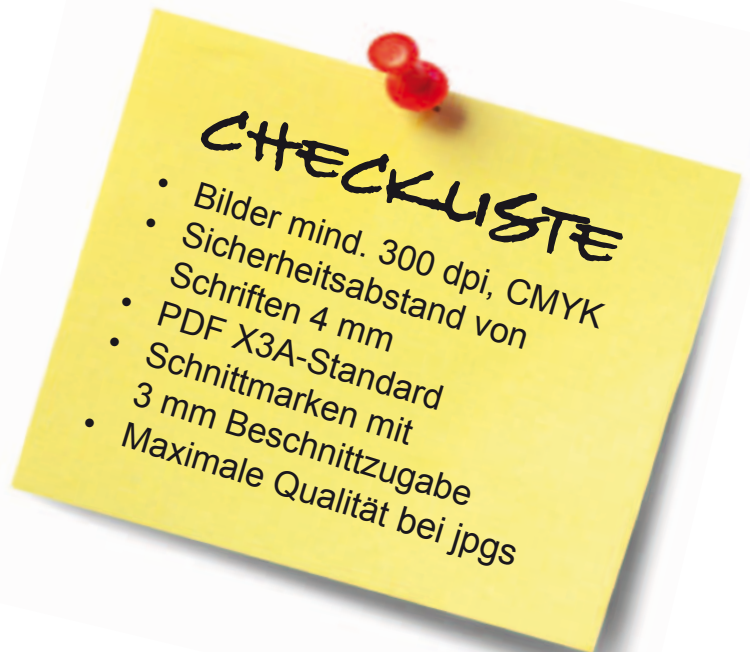 CHECKLISTE
• Bilder mind. 300 dpi, CMYK
• Sicherheitsabstand von
Schriften 4 mm
• PDF X3A-Standard
• Schnittmarken mit
3 mm Beschnittzugabe
• Maximale Qualität bei jpgs